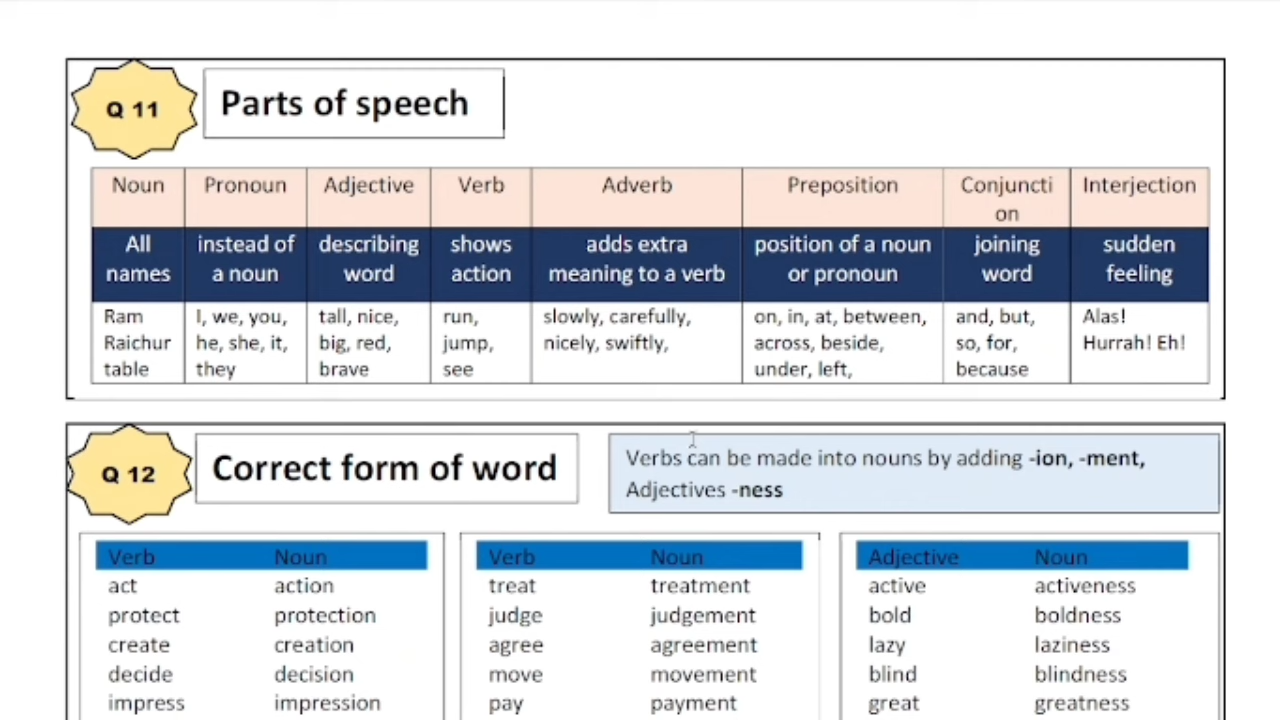 Q 11
Parts of speech
Noun Pronoun Adjective Verb Adverb Preposition Conjuncti Interjection
on
All instead of describing shows adds extra position of a noun joining sudden
names a noun word action meaning to a verb or pronoun word feeling
Ram I, we, you, tall, nice, run, slowly, carefully, on, in, at, between, and, but, Alas!
Raichur he, she, it, big, red, jump, nicely, swiftly, across, beside, so, for, Hurrah! Eh!
table they brave see under, left, because
Q 12
Correct form of word
Verbs can be made into nouns by adding -ion, -ment,
Adjectives -ness
Verb Noun Verb Noun Adjective Noun
act action treat treatment active activeness
protect protection judge judgement bold boldness
create creation agree agreement lazy laziness
decide decision move movement blind blindness
impress impression pay payment great greatness